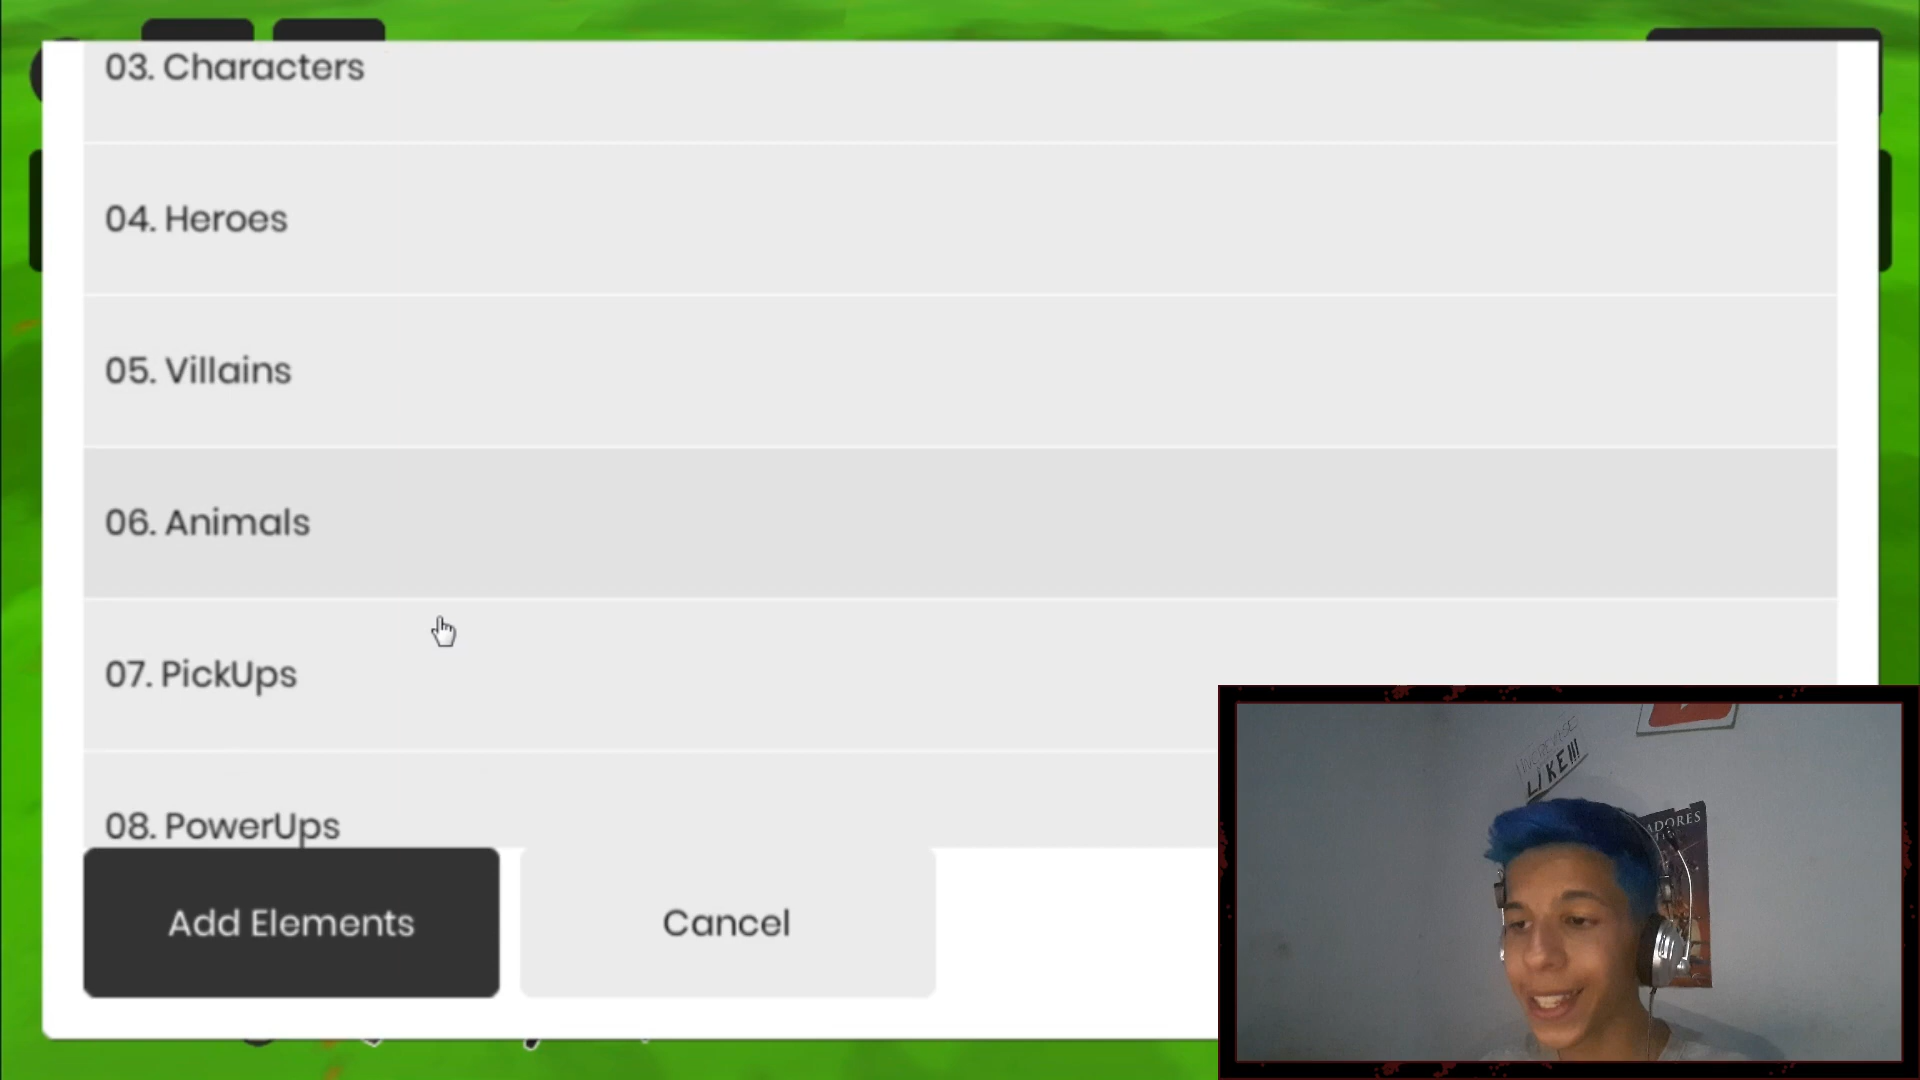 03. Characters
04. Heroes
05. Villains
06. Animals
07. PickUps
08. PowerUps
Add Elements
Cancel
LIKE!!!
ADORES